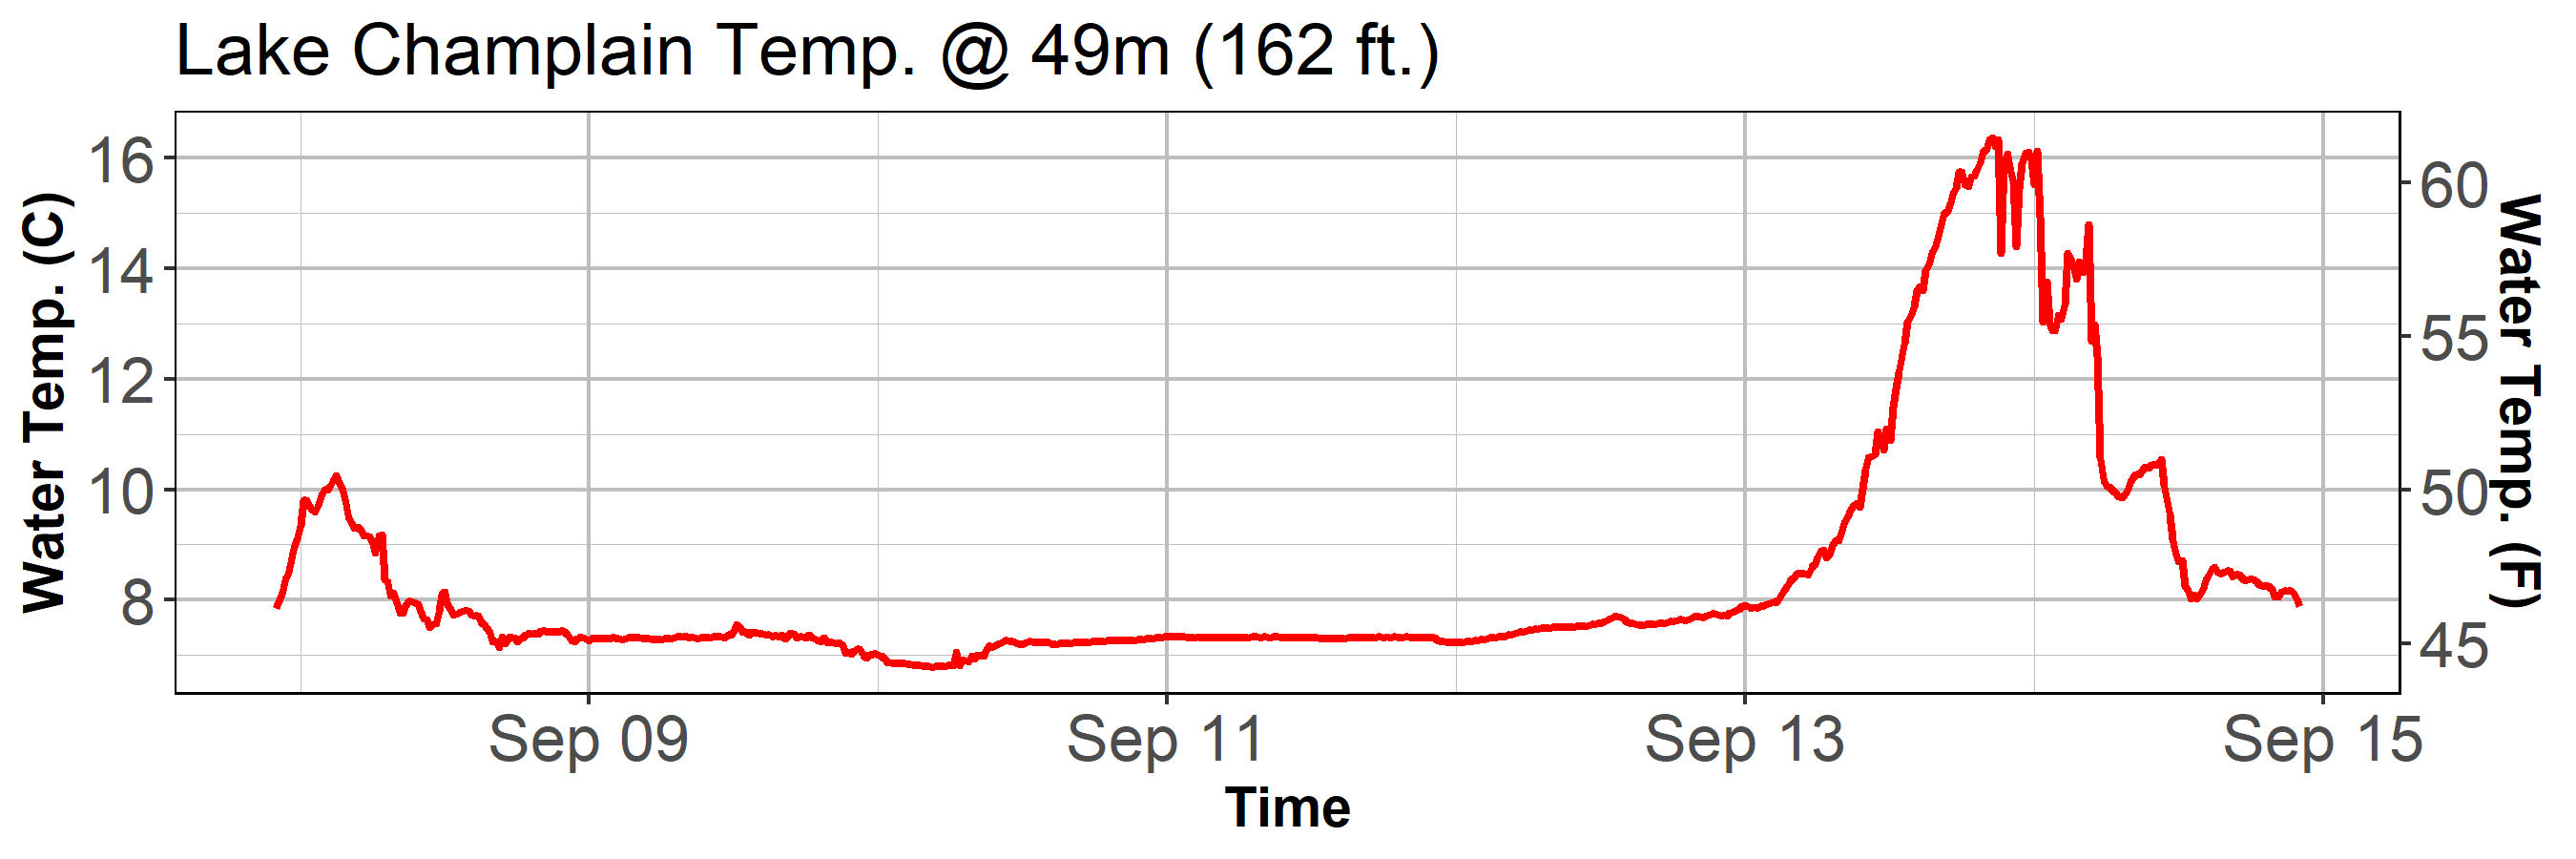 Lake Champlain Temp. @ 49m (162 ft.)
Water Temp. (C)
16
14
12
10
8
60
55
50
45
Water Temp. (F)
Sep 09
Sep 11
Sep 13
Sep 15
Time